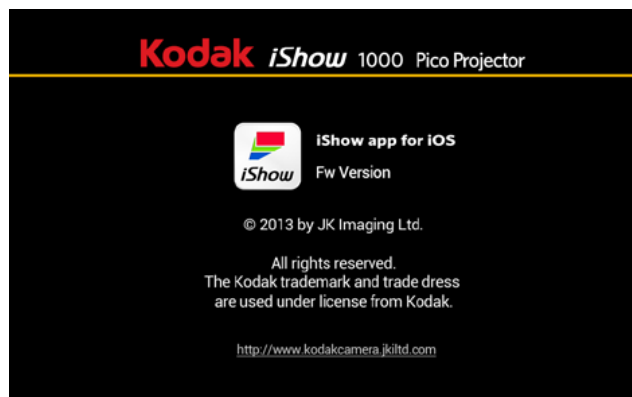 Kodak iShow 1000 Pico Projector
iShow
iShow app for iOS
Fw Version
© 2013 by JK Imaging Ltd.
All rights reserved.
The Kodak trademark and trade dress
are used under license from Kodak.
http://www.kodakcamera.jkiltd.com